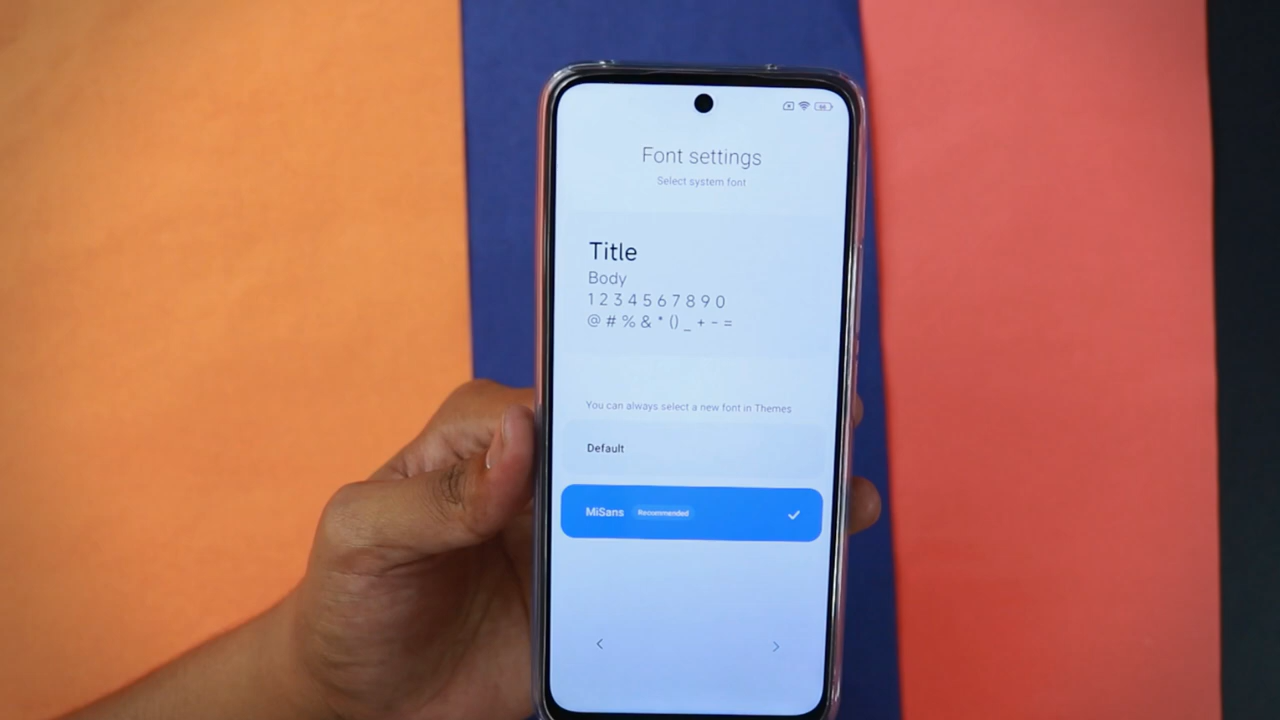 Font settings
Select system font
Title
Body
1 2 3 4 5 6 7 8 9 0
@ # % & * () _ + - =
You can always select a new font in Themes
Default
MiSans Recommended